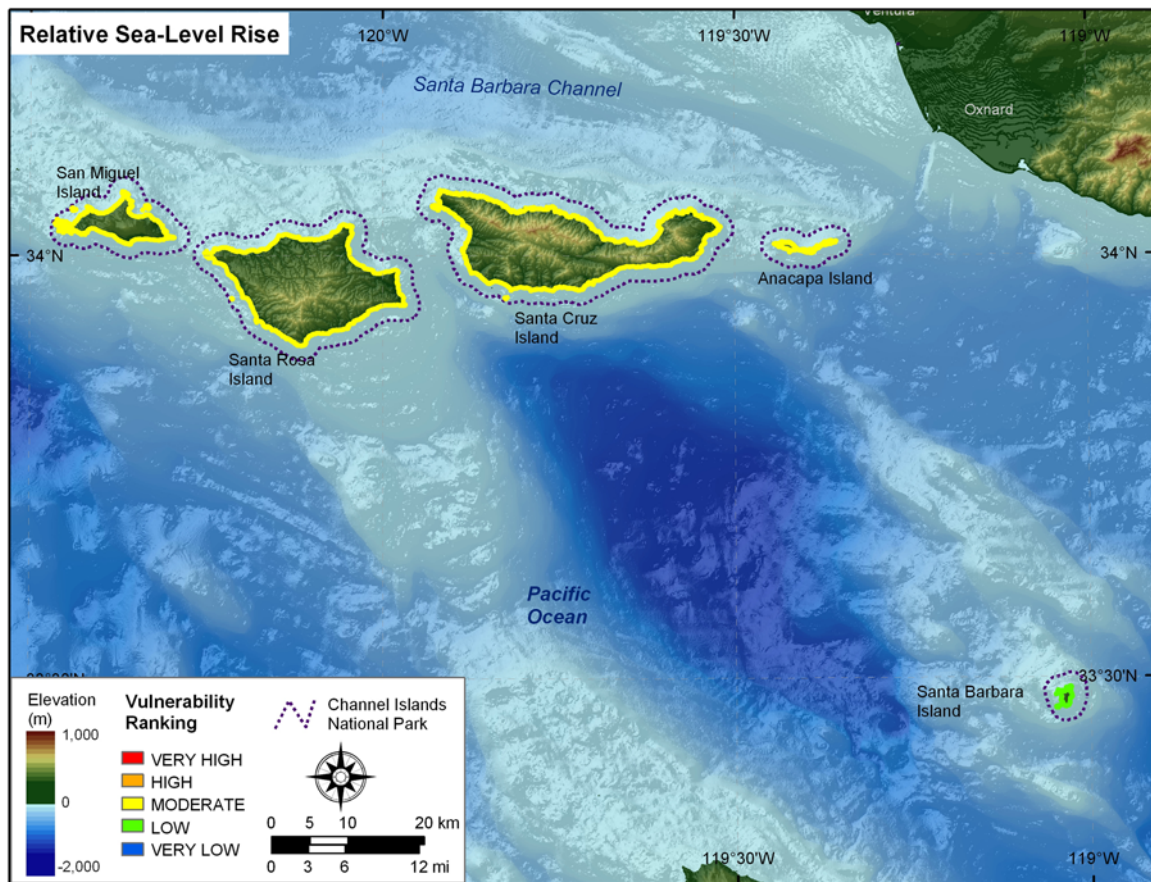 Relative Sea-Level Rise
120°W
119°30'W
119°W
Ventura
Santa Barbara Channel
Oxnard
San Miguel
Island
34°N
34°N
Anacapa Island
Santa Cruz
Island
Santa Rosa
Island
Pacific
Ocean
33°30'N
33°30'N
Santa Barbara
Island
Elevation
(m)
1,000
0
-2,000
Vulnerability
Ranking
VERY HIGH
HIGH
MODERATE
LOW
VERY LOW
Channel Islands
National Park
0 5 10 20 km
0 3 6 12 mi
119°30'W
119°W